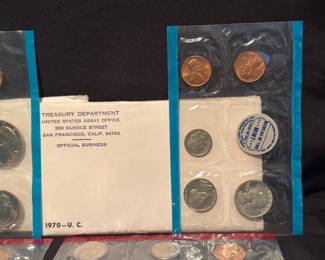 TREASURY DEPARTMENT
UNITED STATES ASSAY OFFICE
350 DUBOCE STREET
SAN FRANCISCO, CALIF. 94102
OFFICIAL BUSINESS
1970-U. C.